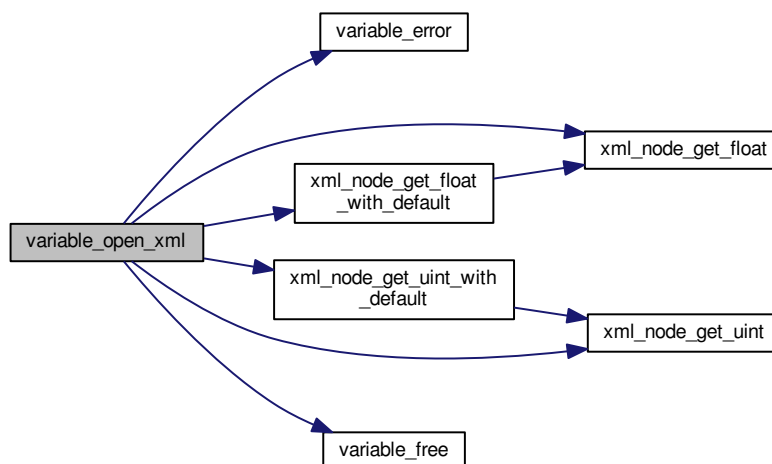 variable_error
xml_node_get_float
xml_node_get_float
_with_default
variable_open_xml
xml_node_get_uint_with
_default
xml_node_get_uint
variable_free